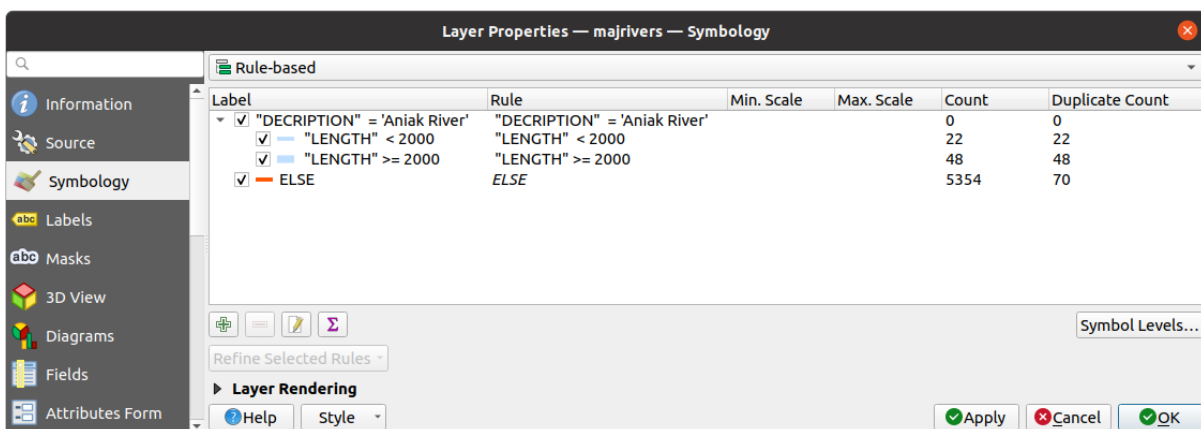 Layer Properties — majrivers — Symbology
Rule-based
Information
Source
Symbology
abc Labels
abc Masks
3D View
Diagrams
Fields
Attributes Form
Label Rule Min. Scale Max. Scale Count Duplicate Count
"DECRIPTION" = 'Aniak River' "DECRIPTION" = 'Aniak River' 0 0
"LENGTH" < 2000 "LENGTH" < 2000 22 22
"LENGTH" >= 2000 "LENGTH" >= 2000 48 48
ELSE ELSE 5354 70
Σ
Symbol Levels...
Refine Selected Rules
Layer Rendering
Help Style Apply Cancel OK